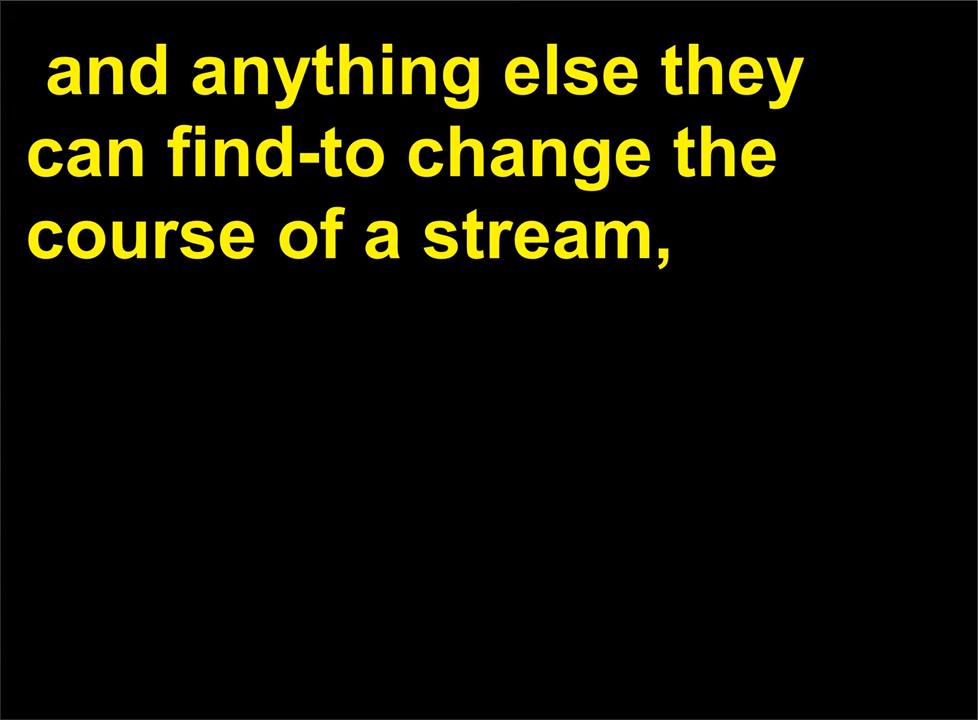 and anything else they
can find-to change the
course of a stream,